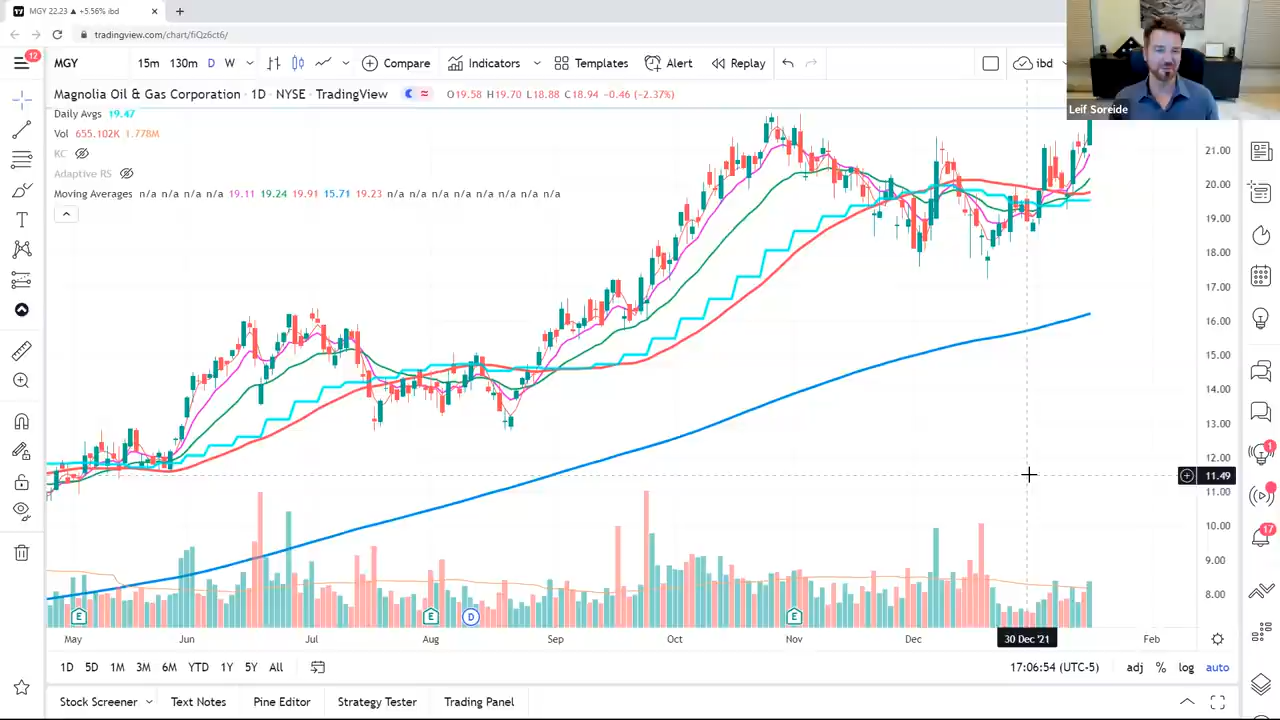 MGY 22.23 ▲ +5.56% ibd
tradingview.com/chart/fiQz6ct6/
12
MGY 15m 130m D W Compare Indicators Templates Alert Replay ibd
Leif Soreide
Magnolia Oil & Gas Corporation · 1D · NYSE · TradingView O19.58 H19.70 L18.88 C18.94 -0.46 (-2.37%)
Daily Avgs 19.47
Vol 655.102K 1.778M
KC
Adaptive RS
Moving Averages n/a n/a n/a n/a 19.11 19.24 19.91 15.71 19.23 n/a n/a n/a n/a n/a n/a n/a n/a n/a
21.00
20.00
19.00
18.00
17.00
16.00
15.00
14.00
13.00
12.00
11.49
11.00
10.00
9.00
8.00
1
17
E E D E
May Jun Jul Aug Sep Oct Nov Dec 30 Dec '21 Feb
1D 5D 1M 3M 6M YTD 1Y 5Y All 17:06:54 (UTC-5) adj % log auto
Stock Screener Text Notes Pine Editor Strategy Tester Trading Panel